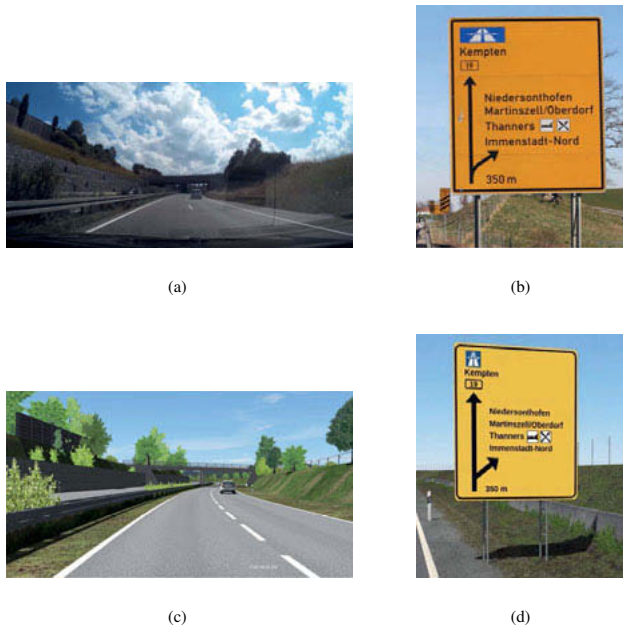 Kempten
19
Niedersonthofen
Martinszell/Oberdorf
Thanners
Immenstadt-Nord
350 m
(a)
(b)
Kempten
19
Niedersonthofen
Martinszell/Oberdorf
Thanners
Immenstadt-Nord
350 m
(c)
(d)